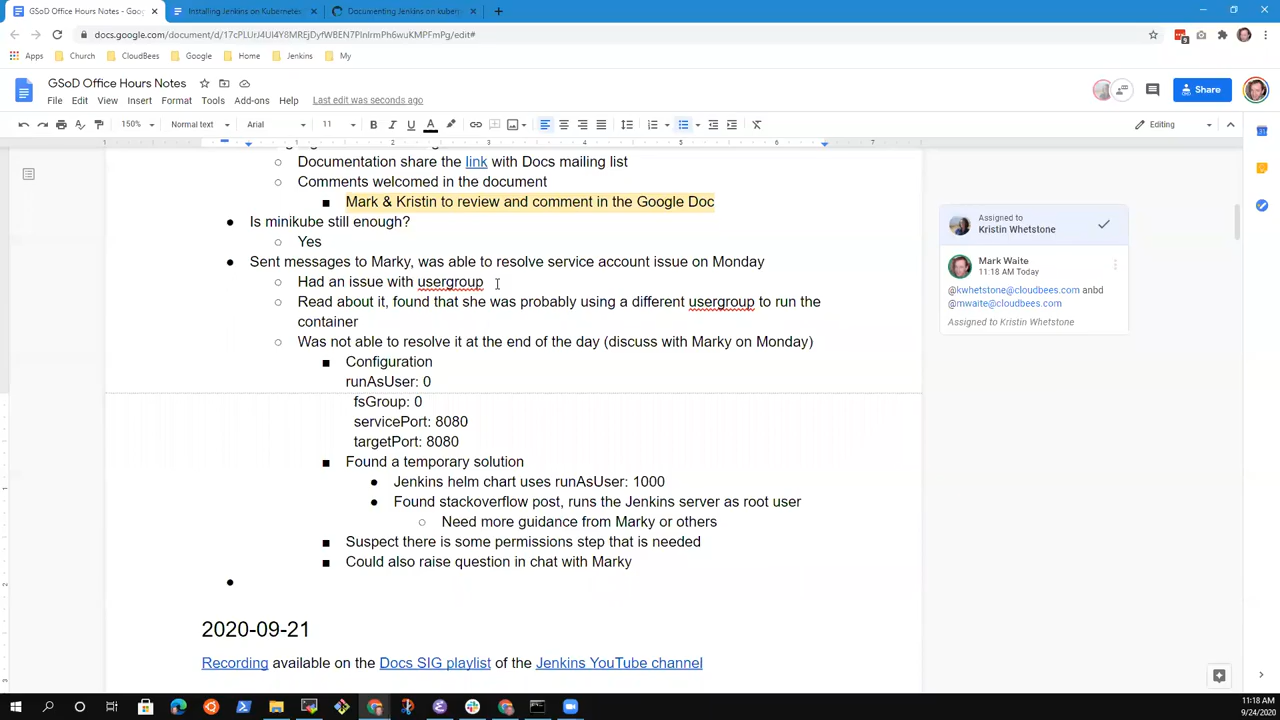 GSoD Office Hours Notes - Goo
Installing Jenkins on Kubernetes
Documenting Jenkins on kubern
docs.google.com/document/d/17cPLUrJ4Ul4Y8MREjDyfWBEN7PInIrmPh6wuKMPFmPg/edit#
Apps
Church
CloudBees
Google
Home
Jenkins
My
GSoD Office Hours Notes
File Edit View Insert Format Tools Add-ons Help Last edit was seconds ago
Share
150% Normal text Arial 11 B I U A Editing
1 1 2 3 4 5 6 7
Documentation share the link with Docs mailing list
Comments welcomed in the document
Mark & Kristin to review and comment in the Google Doc
Is minikube still enough?
Yes
Sent messages to Marky, was able to resolve service account issue on Monday
Had an issue with usergroup
Read about it, found that she was probably using a different usergroup to run the
container
Was not able to resolve it at the end of the day (discuss with Marky on Monday)
Configuration
runAsUser: 0
fsGroup: 0
servicePort: 8080
targetPort: 8080
Found a temporary solution
Jenkins helm chart uses runAsUser: 1000
Found stackoverflow post, runs the Jenkins server as root user
Need more guidance from Marky or others
Suspect there is some permissions step that is needed
Could also raise question in chat with Marky
2020-09-21
Recording available on the Docs SIG playlist of the Jenkins YouTube channel
Assigned to
Kristin Whetstone
Mark Waite
11:18 AM Today
@kwhetstone@cloudbees.com anbd
@mwaite@cloudbees.com
Assigned to Kristin Whetstone
11:18 AM
9/24/2020